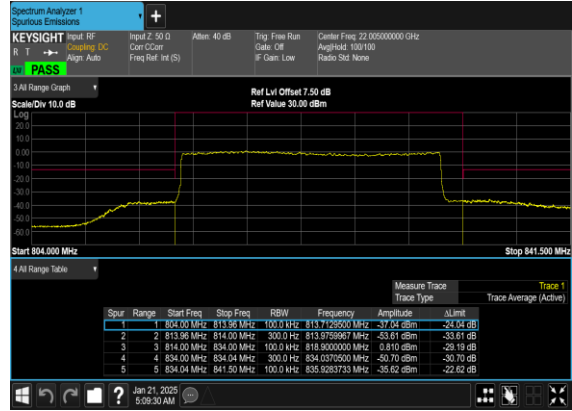 Spectrum Analyzer 1
Spurious Emissions
KEYSIGHT Input: RF Input Z: 50 Ω Atten: 40 dB Trig: Free Run Center Freq: 22.005000000 GHz
R T Coupling: DC Corr CCorr Gate: Off Avg|Hold: 100/100
Align: Auto Freq Ref: Int (S) IF Gain: Low Radio Std: None
PASS
3 All Range Graph
Ref Lvl Offset 7.50 dB
Scale/Div 10.0 dB Ref Value 30.00 dBm
Log
20.0
10.0
0.00
-10.0
-20.0
-30.0
-40.0
-50.0
-60.0
Start 804.000 MHz Stop 841.500 MHz
4 All Range Table
Measure Trace Trace 1
Trace Type Trace Average (Active)
Spur Range Start Freq Stop Freq RBW Frequency Amplitude ΔLimit
1 1 804.00 MHz 813.96 MHz 100.0 kHz 813.7129500 MHz -37.04 dBm -24.04 dB
2 2 813.96 MHz 814.00 MHz 300.0 Hz 813.9759967 MHz -53.61 dBm -33.61 dB
3 3 814.00 MHz 834.00 MHz 100.0 kHz 818.9000000 MHz 0.810 dBm -29.19 dB
4 4 834.00 MHz 834.04 MHz 300.0 Hz 834.0370500 MHz -50.70 dBm -30.70 dB
5 5 834.04 MHz 841.50 MHz 100.0 kHz 835.9283733 MHz -35.62 dBm -22.62 dB
Jan 21, 2025
5:09:30 AM